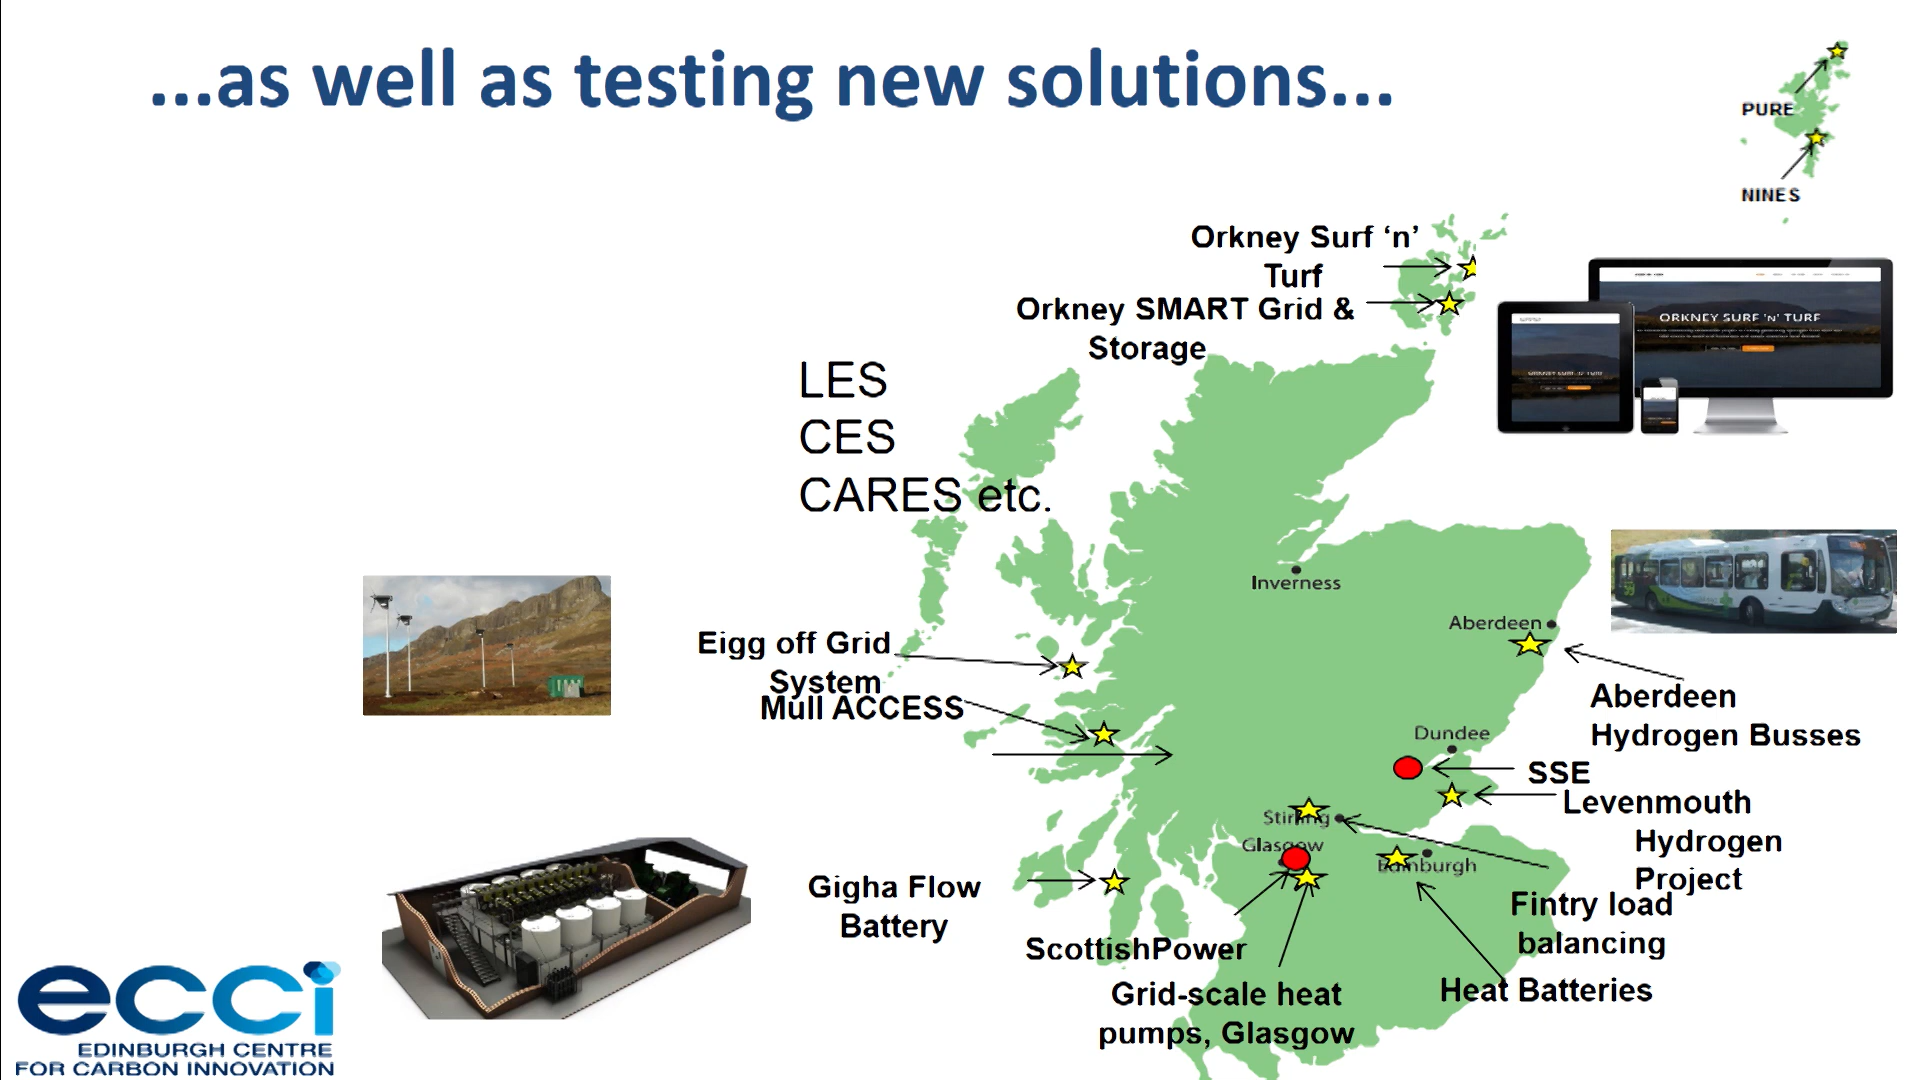 ...as well as testing new solutions...
PURE
NINES
Orkney Surf ‘n’
Turf
Orkney SMART Grid &
Storage
ORKNEY SURF 'N' TURF
ORKNEY SURF 'N' TURF
LES
CES
CARES etc.
Inverness
Aberdeen
Eigg off Grid
System
Mull ACCESS
Aberdeen
Hydrogen Busses
Dundee
SSE
Levenmouth
Hydrogen
Project
Stirling
Glasgow
Edinburgh
Gigha Flow
Battery
Fintry load
balancing
ScottishPower
Grid-scale heat
pumps, Glasgow
Heat Batteries
ecci
EDINBURGH CENTRE
FOR CARBON INNOVATION